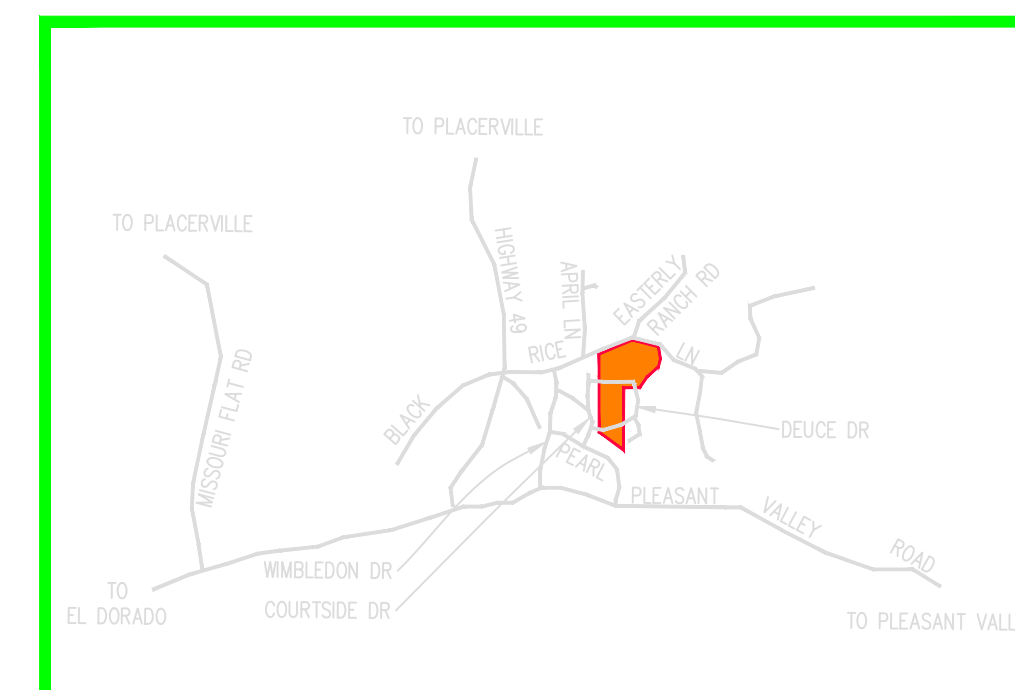 TO PLACERVILLE
TO PLACERVILLE
HIGHWAY 49
APRIL LN
EASTERLY
RANCH RD
RICE
LN
MISSOURI FLAT RD
BLACK
DEUCE DR
PEARL
PLEASANT
VALLEY
ROAD
WIMBLEDON DR
TO
EL DORADO
COURTSIDE DR
TO PLEASANT VALL